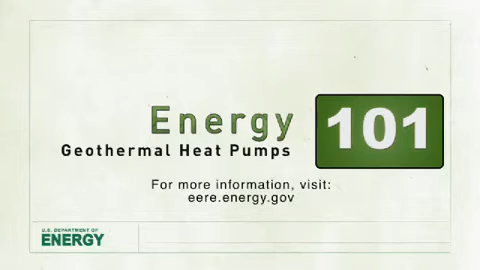 Energy
101
Geothermal Heat Pumps
For more information, visit:
eere.energy.gov
U.S. DEPARTMENT OF
ENERGY